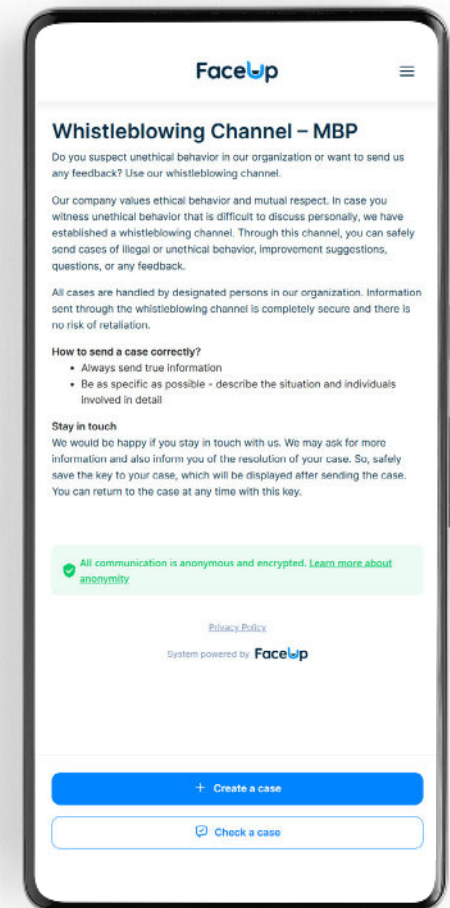 FaceUp
Whistleblowing Channel – MBP
Do you suspect unethical behavior in our organization or want to send us
any feedback? Use our whistleblowing channel.
Our company values ethical behavior and mutual respect. In case you
witness unethical behavior that is difficult to discuss personally, we have
established a whistleblowing channel. Through this channel, you can safely
send cases of illegal or unethical behavior, improvement suggestions,
questions, or any feedback.
All cases are handled by designated persons in our organization. Information
sent through the whistleblowing channel is completely secure and there is
no risk of retaliation.
How to send a case correctly?
• Always send true information
• Be as specific as possible - describe the situation and individuals
involved in detail
Stay in touch
We would be happy if you stay in touch with us. We may ask for more
information and also inform you of the resolution of your case. So, safely
save the key to your case, which will be displayed after sending the case.
You can return to the case at any time with this key.
All communication is anonymous and encrypted. Learn more about
anonymity
Privacy Policy
System powered by FaceUp
+ Create a case
Check a case